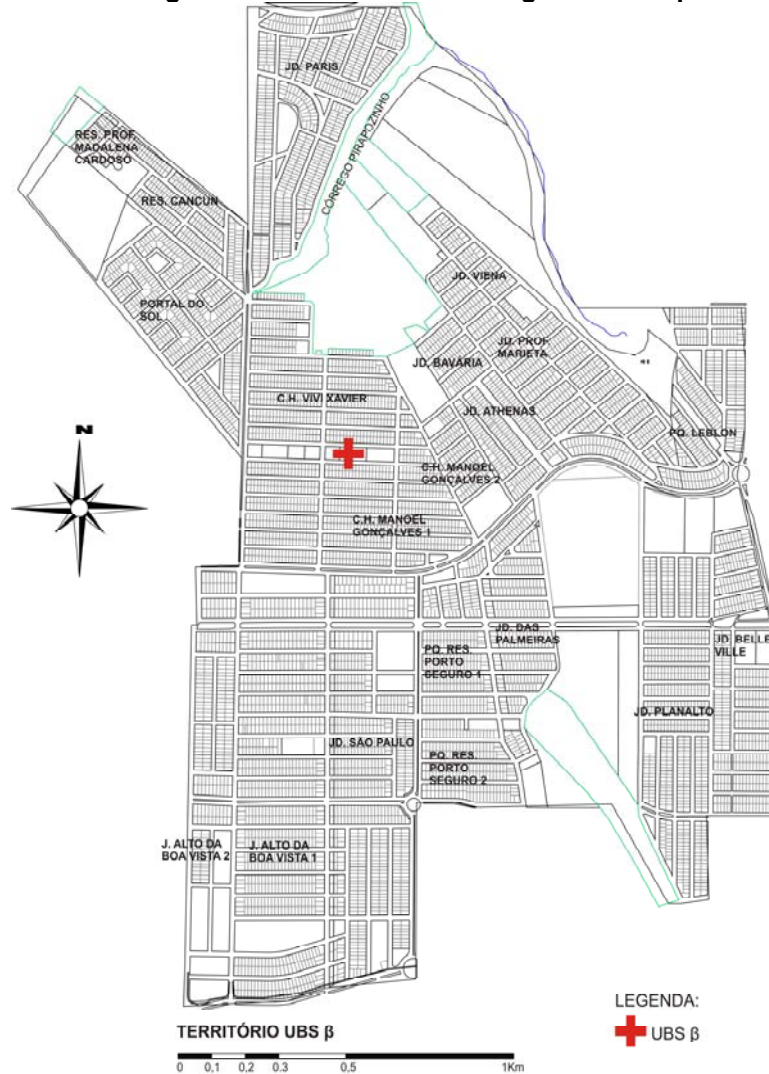 JD. PARIS
CÓRREGO PIRAPOZINHO
RES. PROF.
MADALENA
CARDOSO
RES. CANCUN
PORTAL DO
SOL
JD. VIENA
JD. PROF.
MARIETA
JD. BAVÁRIA
C.H. VIVI XAVIER
JD. ATHENAS
PQ. LEBLON
N
C.H. MANOEL
GONÇALVES 2
C.H. MANOEL
GONÇALVES 1
JD. DAS
PALMEIRAS
JD. BELLE
VILLE
PQ. RES.
PORTO
SEGURO 1
JD. PLANALTO
JD. SÃO PAULO
PQ. RES.
PORTO
SEGURO 2
J. ALTO DA
BOA VISTA 2
J. ALTO DA
BOA VISTA 1
LEGENDA:
UBS β
TERRITÓRIO UBS β
0 0,1 0,2 0.3 0,5 1Km